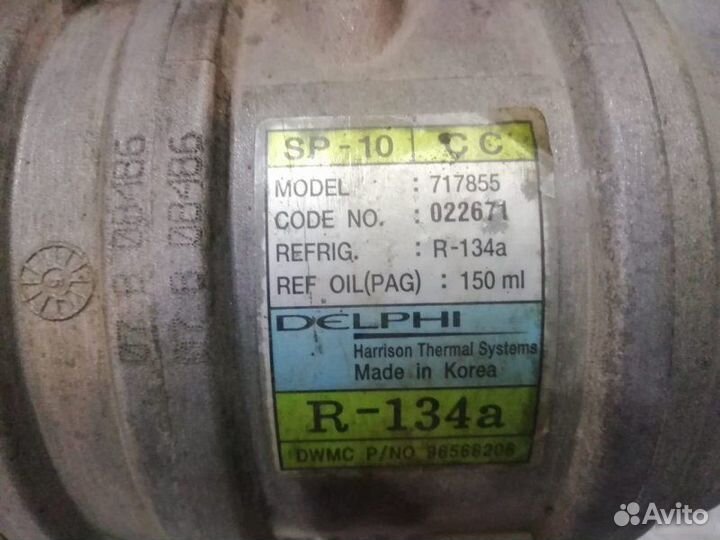 SP-10 CC
MODEL : 717855
CODE NO. : 022671
REFRIG. : R-134a
REF OIL(PAG) : 150 ml
DELPHI
Harrison Thermal Systems
Made in Korea
R-134a
DWMC P/NO 96568208
Avito